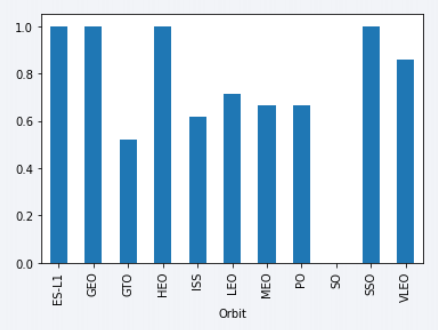 1.0
0.8
0.6
0.4
0.2
0.0
ES-L1
GEO
GTO
HEO
ISS
LEO
MEO
PO
SO
SSO
VLEO
Orbit